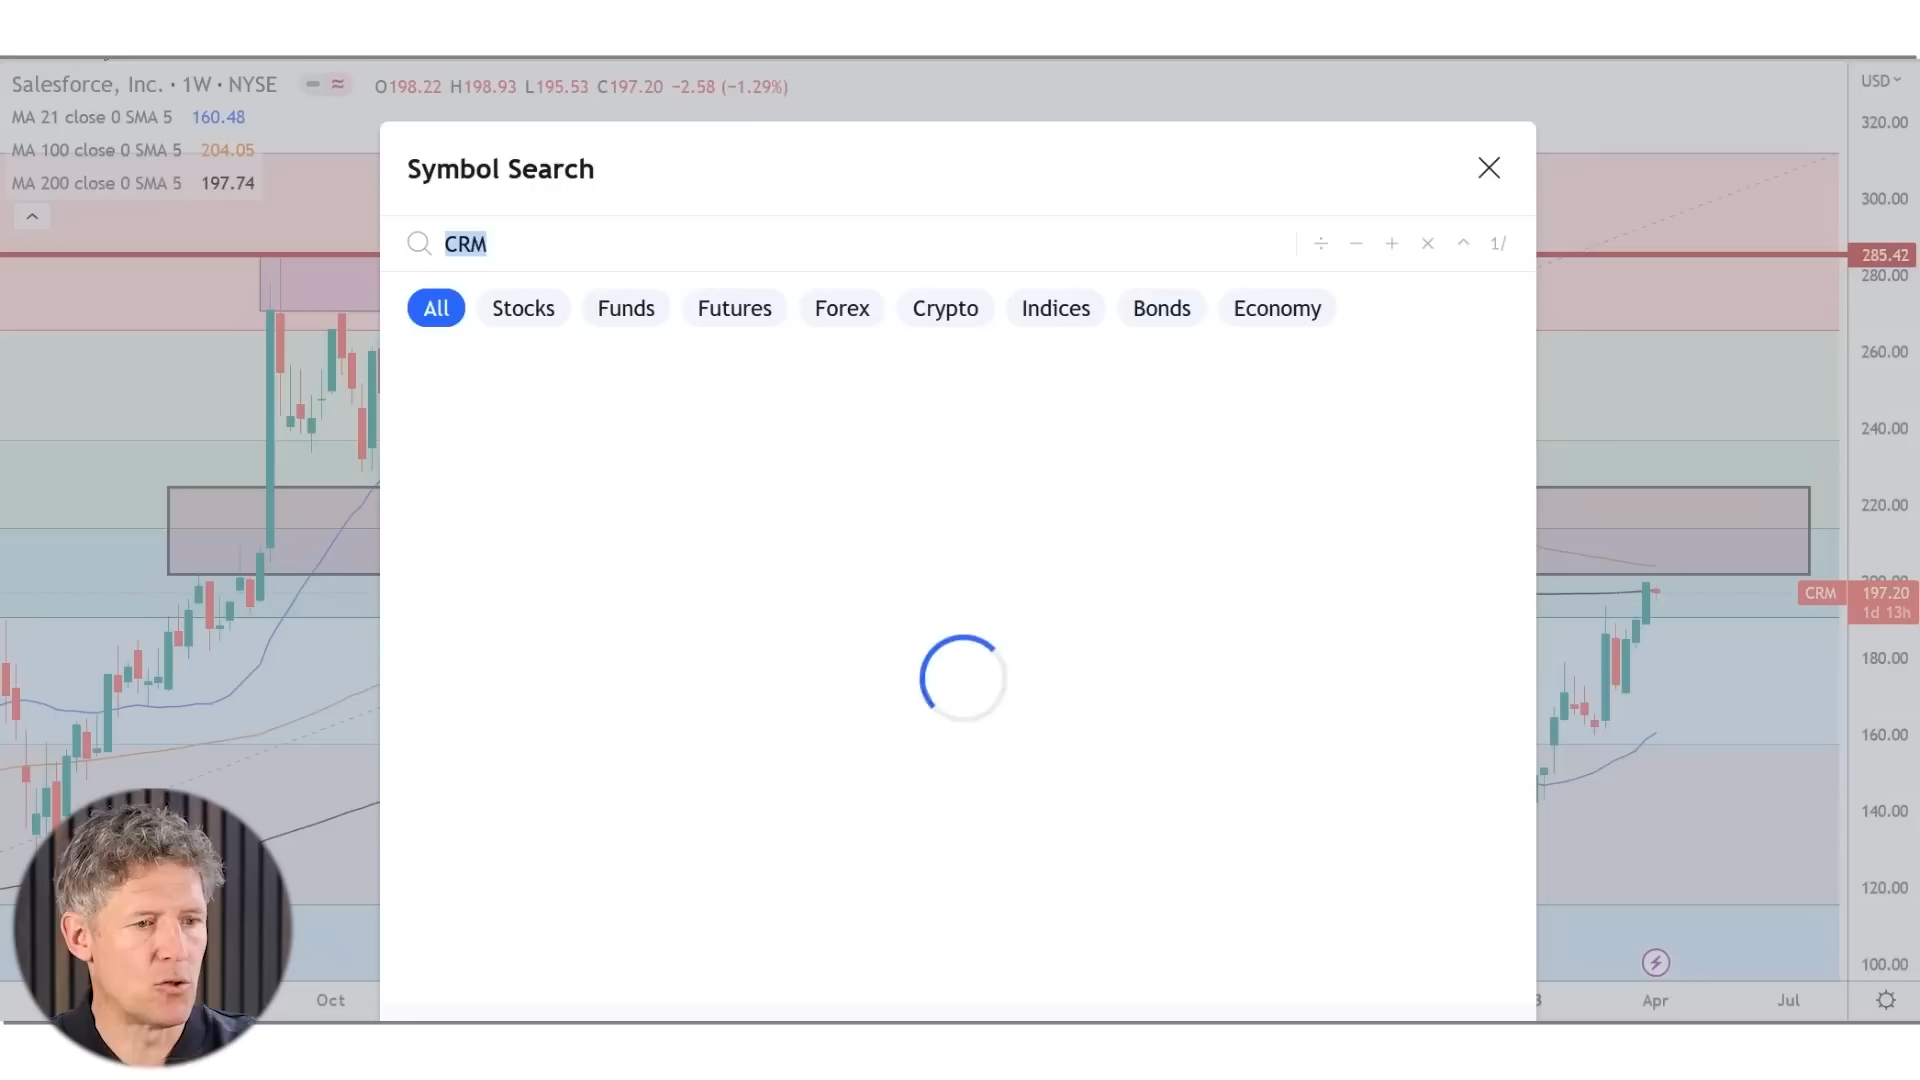 Salesforce, Inc. · 1W · NYSE
O198.22 H198.93 L195.53 C197.20 −2.58 (−1.29%)
MA 21 close 0 SMA 5 160.48
MA 100 close 0 SMA 5 204.05
MA 200 close 0 SMA 5 197.74
Symbol Search
CRM
÷ − + × ^ 1/
All Stocks Funds Futures Forex Crypto Indices Bonds Economy
USD
320.00
300.00
285.42
280.00
260.00
240.00
220.00
200.00
CRM 197.20
1d 13h
180.00
160.00
140.00
120.00
100.00
Oct
3
Apr
Jul